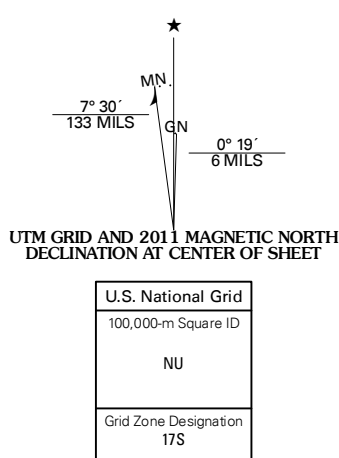 ★
MN
GN
7° 30´
133 MILS
0° 19´
6 MILS
UTM GRID AND 2011 MAGNETIC NORTH
DECLINATION AT CENTER OF SHEET
U.S. National Grid
100,000-m Square ID
NU
Grid Zone Designation
17S